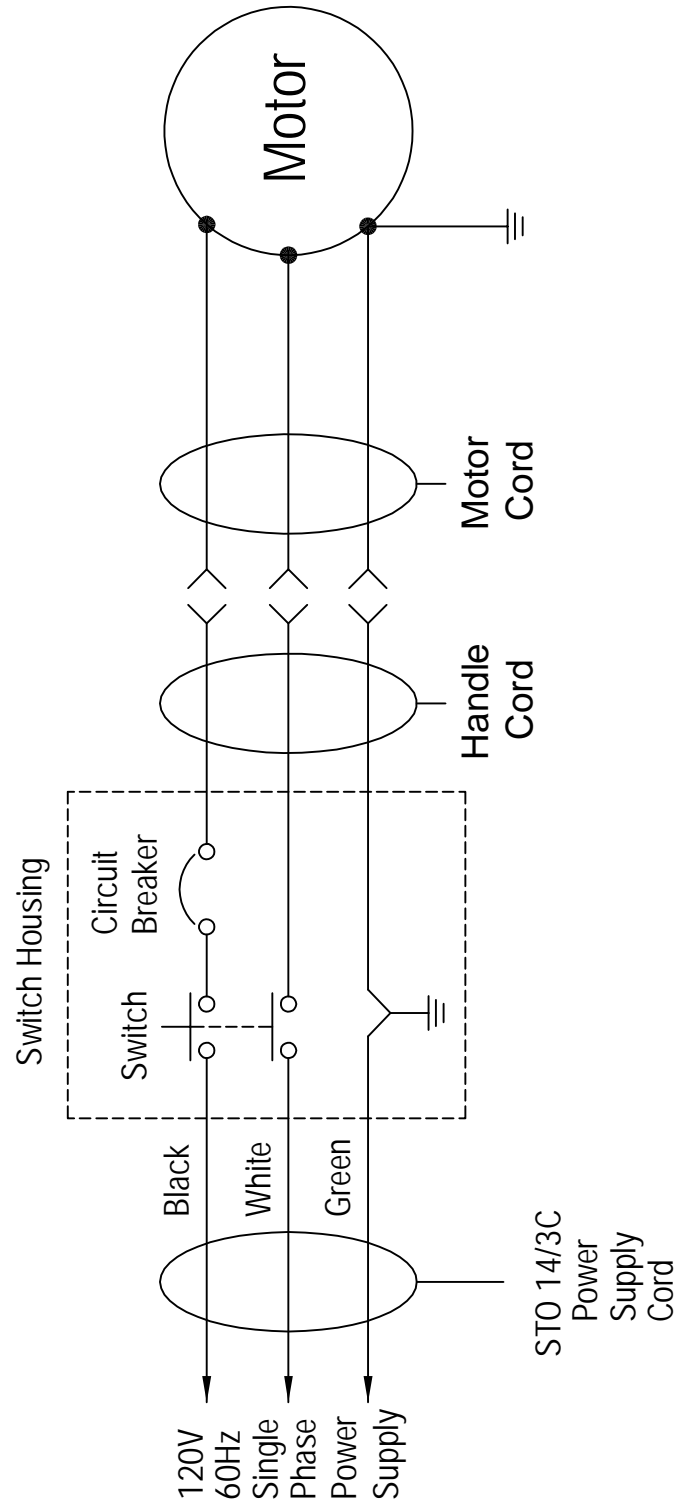 Switch Housing
Switch
Circuit
Breaker
Black
White
Green
120V
60Hz
Single
Phase
Power
Supply
STO 14/3C
Power
Supply
Cord
Handle
Cord
Motor
Cord
Motor